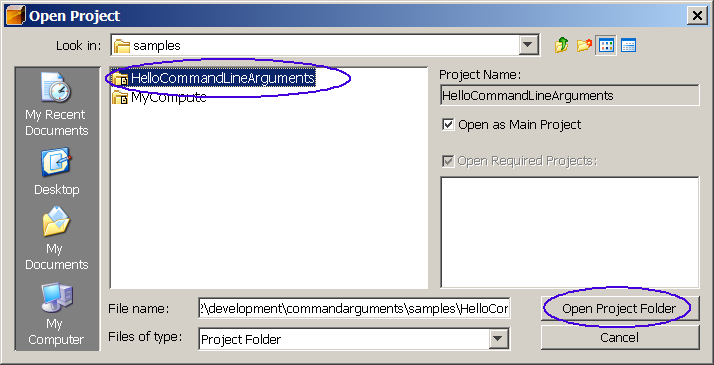 Open Project
Look in: samples
HelloCommandLineArguments
MyCompute
My Recent
Documents
Desktop
My
Documents
My
Computer
Project Name:
HelloCommandLineArguments
Open as Main Project
Open Required Projects:
File name: !\development\commandarguments\samples\HelloCor
Open Project Folder
Files of type: Project Folder
Cancel